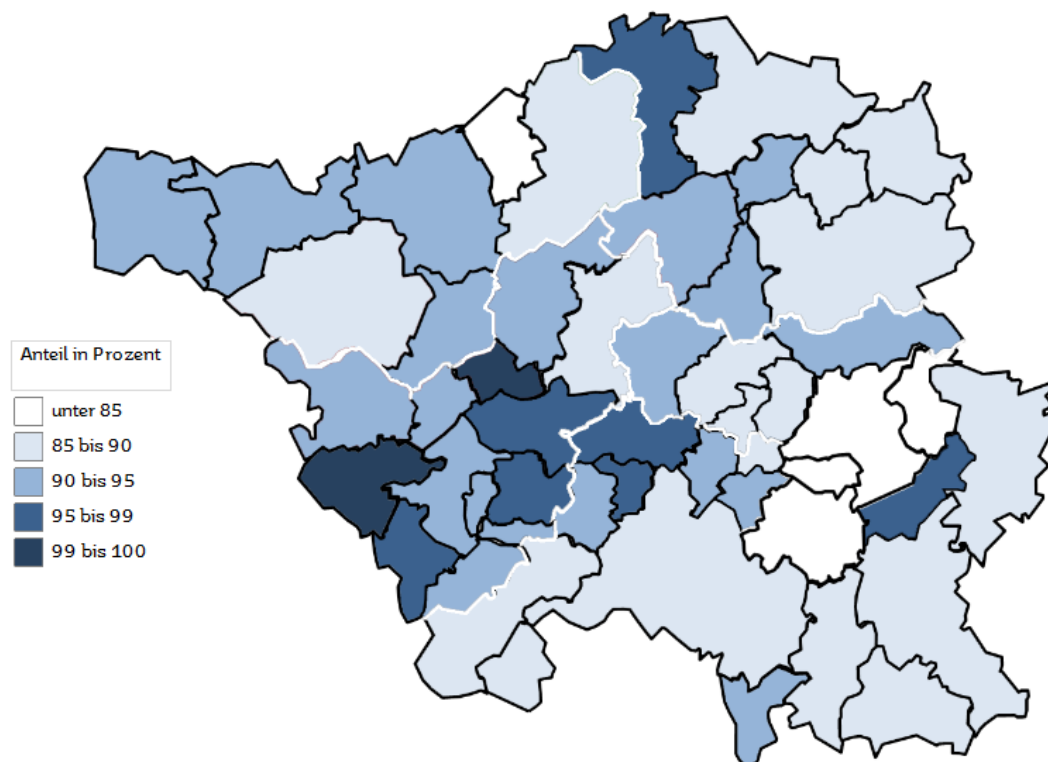 Anteil in Prozent
unter 85
85 bis 90
90 bis 95
95 bis 99
99 bis 100